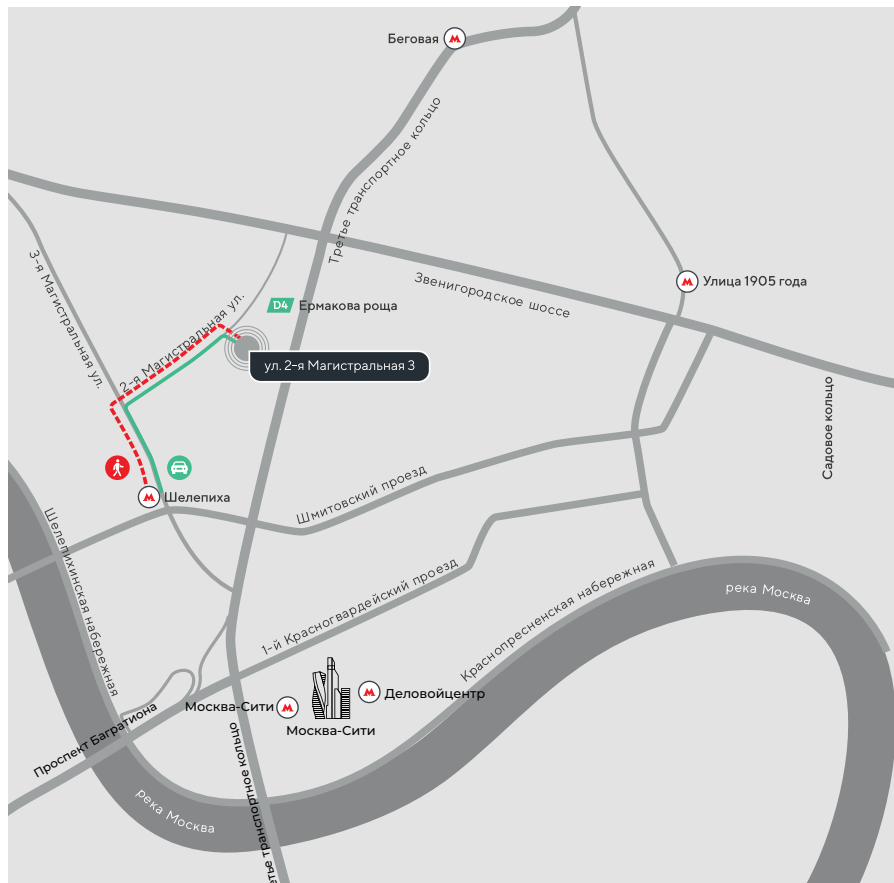 Беговая
Третье транспортное кольцо
3-я Магистральная ул.
2-я Магистральная ул.
D4
Ермакова роща
Звенигородское шоссе
Улица 1905 года
ул. 2-я Магистральная 3
Садовое кольцо
Шелепиха
Шмитовский проезд
Шелепихинская набережная
1-й Красногвардейский проезд
Краснопресненская набережная
река Москва
Москва-Сити
Деловойцентр
Москва-Сити
Проспект Багратиона
река Москва
етье транспортное кольцо